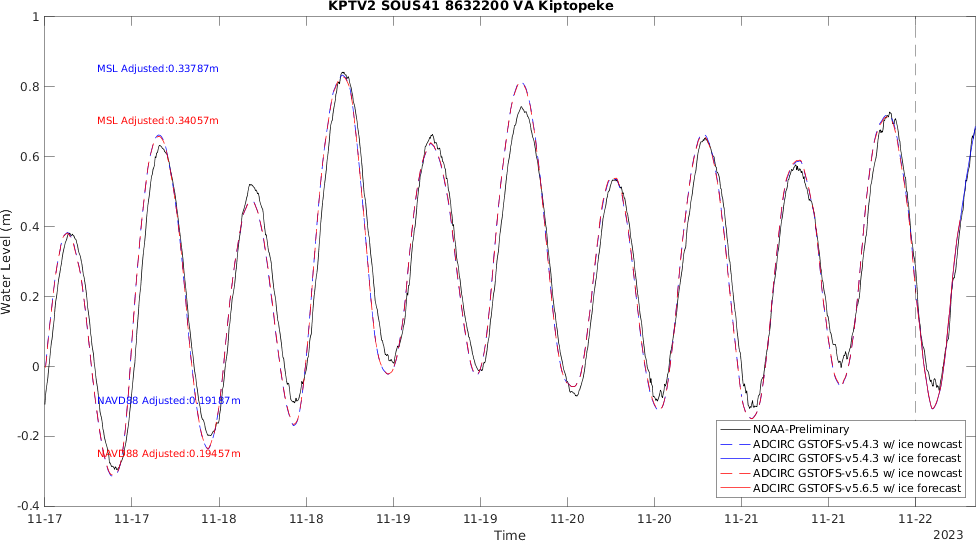 KPTV2 SOUS41 8632200 VA Kiptopeke
1
0.8
0.6
0.4
0.2
0
-0.2
-0.4
Water Level (m)
MSL Adjusted:0.33787m
MSL Adjusted:0.34057m
NAVD88 Adjusted:0.19187m
NAVD88 Adjusted:0.19457m
NOAA-Preliminary
ADCIRC GSTOFS-v5.4.3 w/ ice nowcast
ADCIRC GSTOFS-v5.4.3 w/ ice forecast
ADCIRC GSTOFS-v5.6.5 w/ ice nowcast
ADCIRC GSTOFS-v5.6.5 w/ ice forecast
11-17 11-17 11-18 11-18 11-19 11-19 11-20 11-20 11-21 11-21 11-22
Time
2023